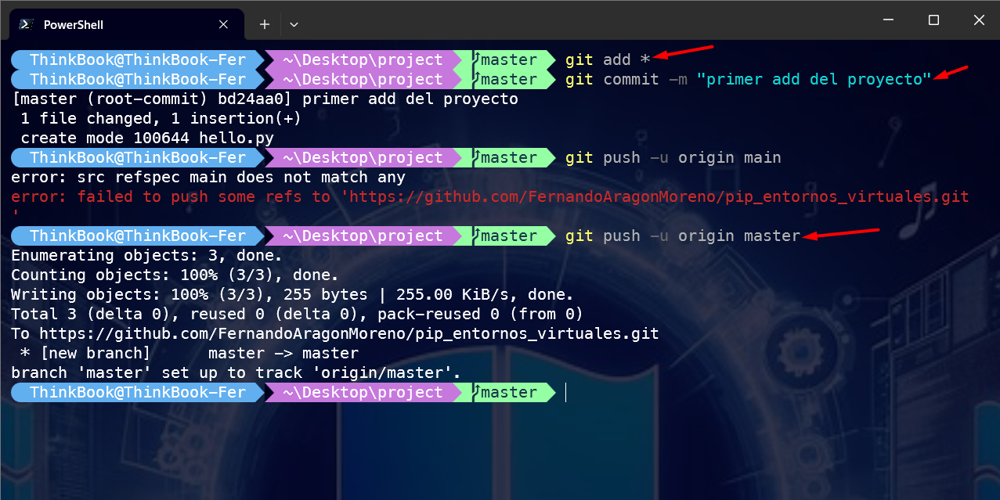 PowerShell
ThinkBook@ThinkBook-Fer ~\Desktop\project master git add *
ThinkBook@ThinkBook-Fer ~\Desktop\project master git commit -m "primer add del proyecto"
[master (root-commit) bd24aa0] primer add del proyecto
 1 file changed, 1 insertion(+)
 create mode 100644 hello.py
ThinkBook@ThinkBook-Fer ~\Desktop\project master git push -u origin main
error: src refspec main does not match any
error: failed to push some refs to 'https://github.com/FernandoAragonMoreno/pip_entornos_virtuales.git
'
ThinkBook@ThinkBook-Fer ~\Desktop\project master git push -u origin master
Enumerating objects: 3, done.
Counting objects: 100% (3/3), done.
Writing objects: 100% (3/3), 255 bytes | 255.00 KiB/s, done.
Total 3 (delta 0), reused 0 (delta 0), pack-reused 0 (from 0)
To https://github.com/FernandoAragonMoreno/pip_entornos_virtuales.git
 * [new branch]      master -> master
branch 'master' set up to track 'origin/master'.
ThinkBook@ThinkBook-Fer ~\Desktop\project master